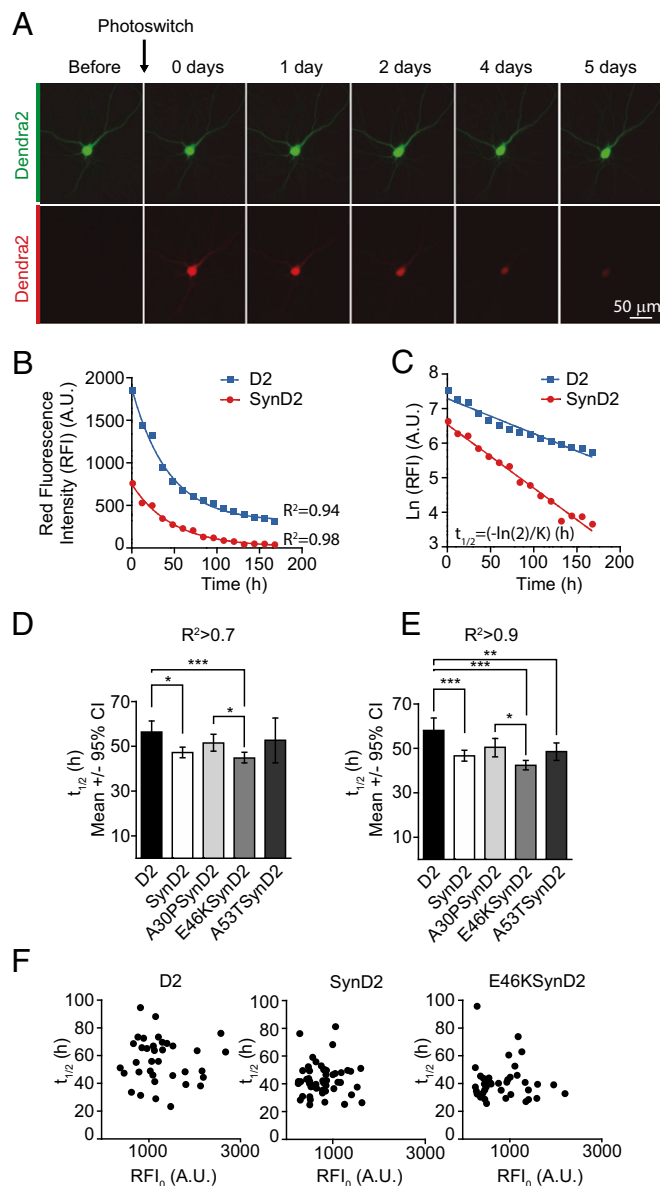 A
Photoswitch
Before 0 days 1 day 2 days 4 days 5 days
Dendra2
Dendra2
50 μm
B
D2
SynD2
Red Fluorescence
Intensity (RFI) (A.U.)
2000
1500
1000
500
0
R²=0.94
R²=0.98
0 50 100 150 200
Time (h)
C
D2
SynD2
Ln (RFI) (A.U.)
8
7
6
5
4
3
t₁/₂=(-ln(2)/K) (h)
0 50 100 150 200
Time (h)
D
R²>0.7
***
*
*
t₁/₂ (h)
Mean +/- 95% CI
70
50
30
10
D2
SynD2
A30PSynD2
E46KSynD2
A53TSynD2
E
R²>0.9
**
***
***
*
t₁/₂ (h)
Mean +/- 95% CI
70
50
30
10
D2
SynD2
A30PSynD2
E46KSynD2
A53TSynD2
F
D2
t₁/₂ (h)
100
80
60
40
20
0
1000 3000
RFI₀ (A.U.)
SynD2
t₁/₂ (h)
100
80
60
40
20
0
1000 3000
RFI₀ (A.U.)
E46KSynD2
t₁/₂ (h)
100
80
60
40
20
0
1000 3000
RFI₀ (A.U.)